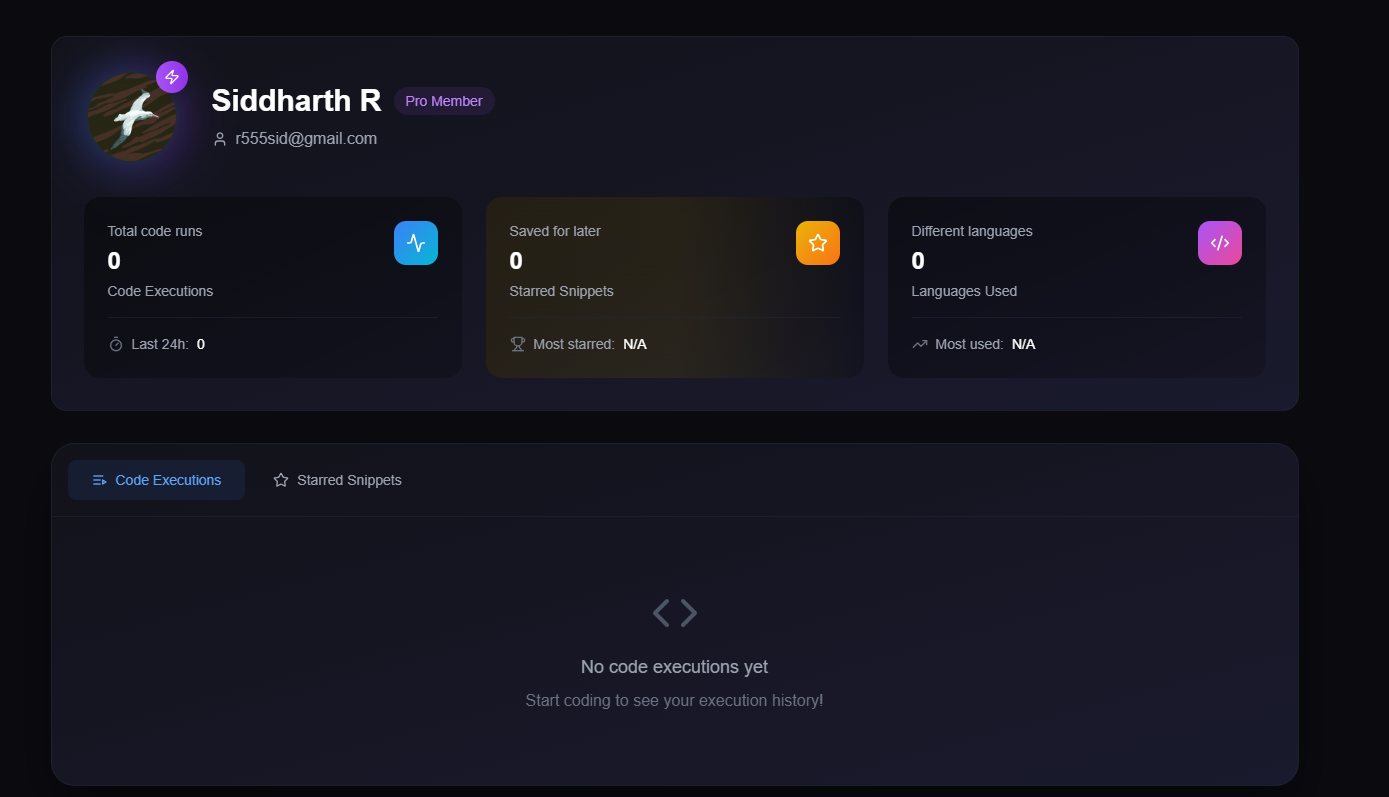 Siddharth R Pro Member
r555sid@gmail.com
Total code runs
0
Code Executions
Last 24h: 0
Saved for later
0
Starred Snippets
Most starred: N/A
Different languages
0
Languages Used
Most used: N/A
Code Executions Starred Snippets
No code executions yet
Start coding to see your execution history!